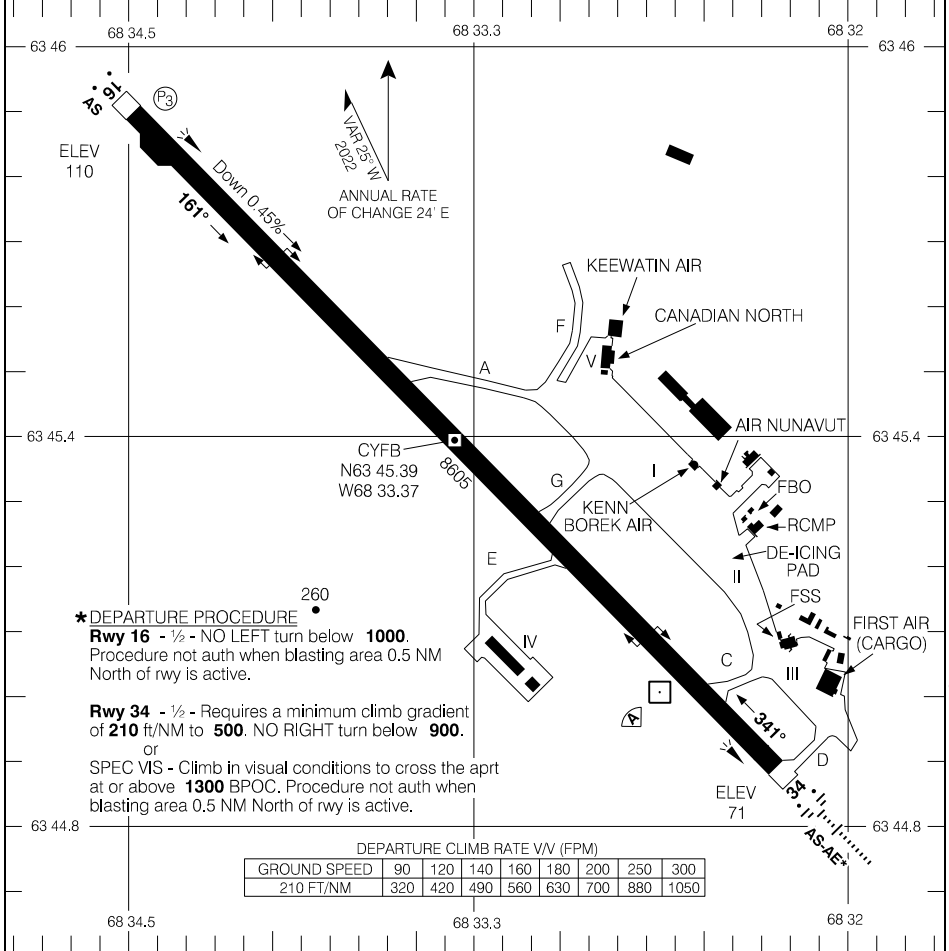 68 34.5
68 33.3
68 32
63 46
63 46
16
AS
P3
ELEV
110
161°
Down 0.45%
VAR 25° W
2022
ANNUAL RATE
OF CHANGE 24' E
KEEWATIN AIR
CANADIAN NORTH
F
V
A
63 45.4
AIR NUNAVUT
63 45.4
CYFB
N63 45.39
W68 33.37
8605
I
G
KENN
BOREK AIR
FBO
RCMP
DE-ICING
PAD
II
E
FSS
260
FIRST AIR
(CARGO)
IV
C
III
* DEPARTURE PROCEDURE
Rwy 16 - ½ - NO LEFT turn below 1000.
Procedure not auth when blasting area 0.5 NM
North of rwy is active.
Rwy 34 - ½ - Requires a minimum climb gradient
of 210 ft/NM to 500. NO RIGHT turn below 900.
or
SPEC VIS - Climb in visual conditions to cross the aprt
at or above 1300 BPOC. Procedure not auth when
blasting area 0.5 NM North of rwy is active.
A
341°
D
ELEV
71
34
AS-AE*
63 44.8
63 44.8
DEPARTURE CLIMB RATE V/V (FPM)
GROUND SPEED 90 120 140 160 180 200 250 300
210 FT/NM 320 420 490 560 630 700 880 1050
68 34.5
68 33.3
68 32